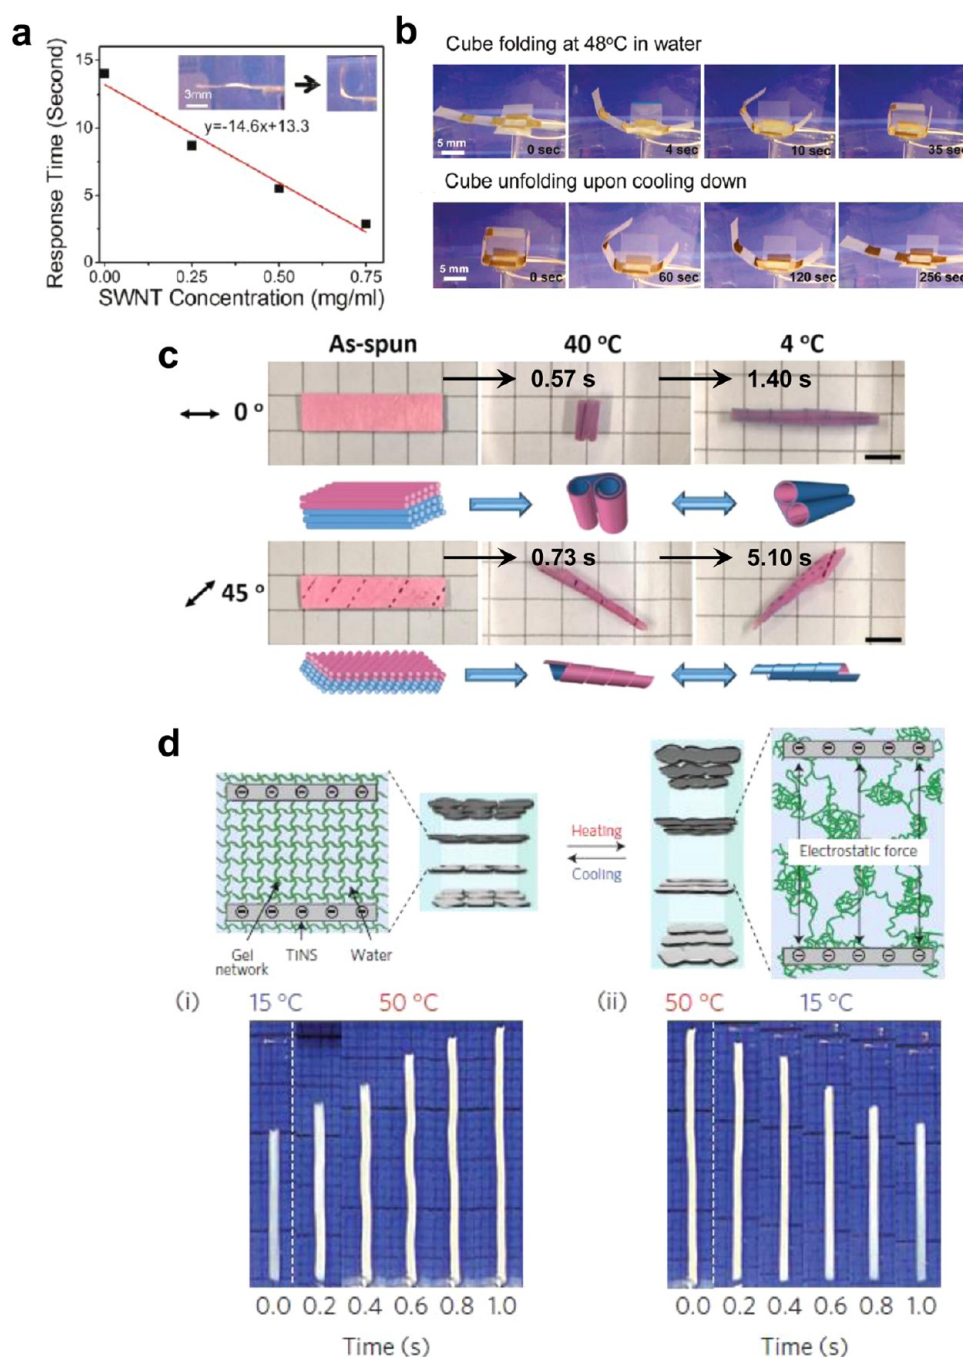 a
Response Time (Second)
15
10
5
0
3mm
y=-14.6x+13.3
0.00 0.25 0.50 0.75
SWNT Concentration (mg/ml)
b
Cube folding at 48°C in water
5 mm
0 sec
4 sec
10 sec
35 sec
Cube unfolding upon cooling down
5 mm
0 sec
60 sec
120 sec
256 sec
c
As-spun
40 °C
4 °C
0 °
0.57 s
1.40 s
45 °
0.73 s
5.10 s
d
Heating
Cooling
Electrostatic force
Gel network
TINS
Water
(i)
15 °C
50 °C
0.0 0.2 0.4 0.6 0.8 1.0
Time (s)
(ii)
50 °C
15 °C
0.0 0.2 0.4 0.6 0.8 1.0
Time (s)